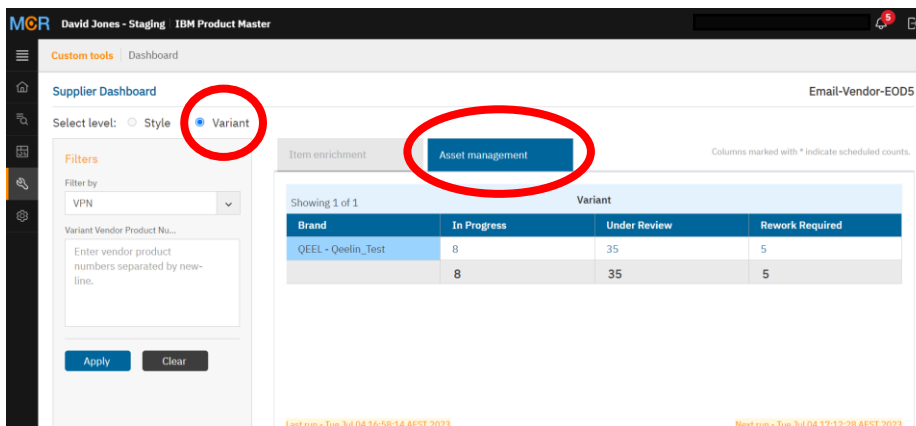 MCR David Jones - Staging | IBM Product Master
5
Custom tools | Dashboard
Supplier Dashboard
Email-Vendor-EOD5
Select level: Style Variant
Filters
Filter by
VPN
Variant Vendor Product Nu...
Enter vendor product
numbers separated by new-
line.
Apply Clear
Item enrichment
Asset management
Columns marked with * indicate scheduled counts.
Showing 1 of 1 Variant
Brand In Progress Under Review Rework Required
QEEL - Qeelin_Test 8 35 5
8 35 5
Last run - Tue Jul 04 16:58:14 AEST 2023
Next run - Tue Jul 04 17:12:28 AEST 2023